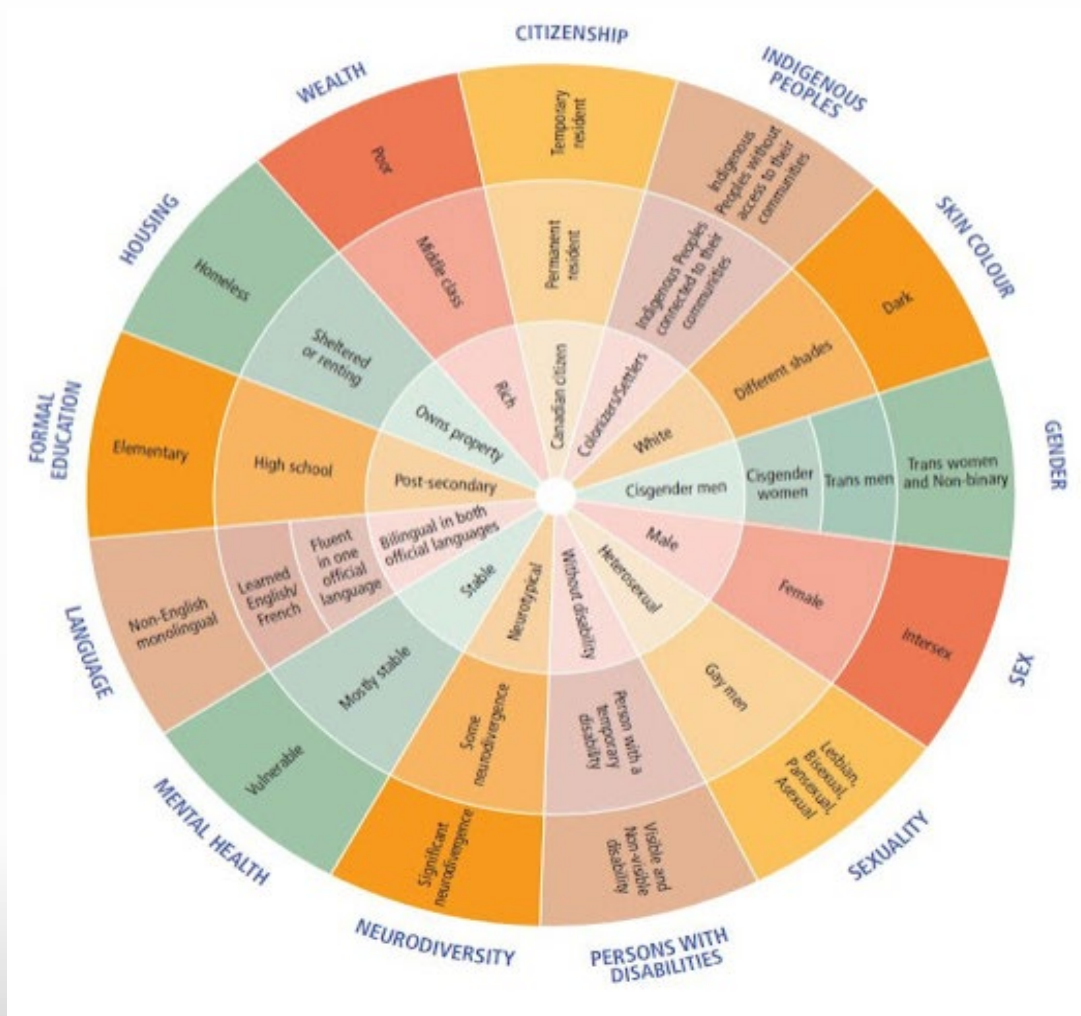 CITIZENSHIP
Temporary
resident
Permanent
resident
Canadian citizen
INDIGENOUS
PEOPLES
Indigenous
Peoples without
access to their
communities
Indigenous Peoples
connected to their
communities
Colonizers/Settlers
SKIN COLOUR
Dark
Different shades
White
GENDER
Trans women
and Non-binary
Trans men
Cisgender
women
Cisgender men
SEX
Intersex
Female
Male
SEXUALITY
Lesbian,
Bisexual,
Pansexual,
Asexual
Gay men
Heterosexual
PERSONS WITH
DISABILITIES
Visible and
Non-visible
disability
Person with a
temporary
disability
Without disability
NEURODIVERSITY
Significant
neurodivergence
Some
neurodivergence
Neurotypical
MENTAL HEALTH
Vulnerable
Mostly stable
Stable
LANGUAGE
Non-English
monolingual
Learned
English/
French
Fluent
in one
official
language
Bilingual in both
official languages
FORMAL
EDUCATION
Elementary
High school
Post-secondary
HOUSING
Homeless
Sheltered
or renting
Owns property
WEALTH
Poor
Middle class
Rich